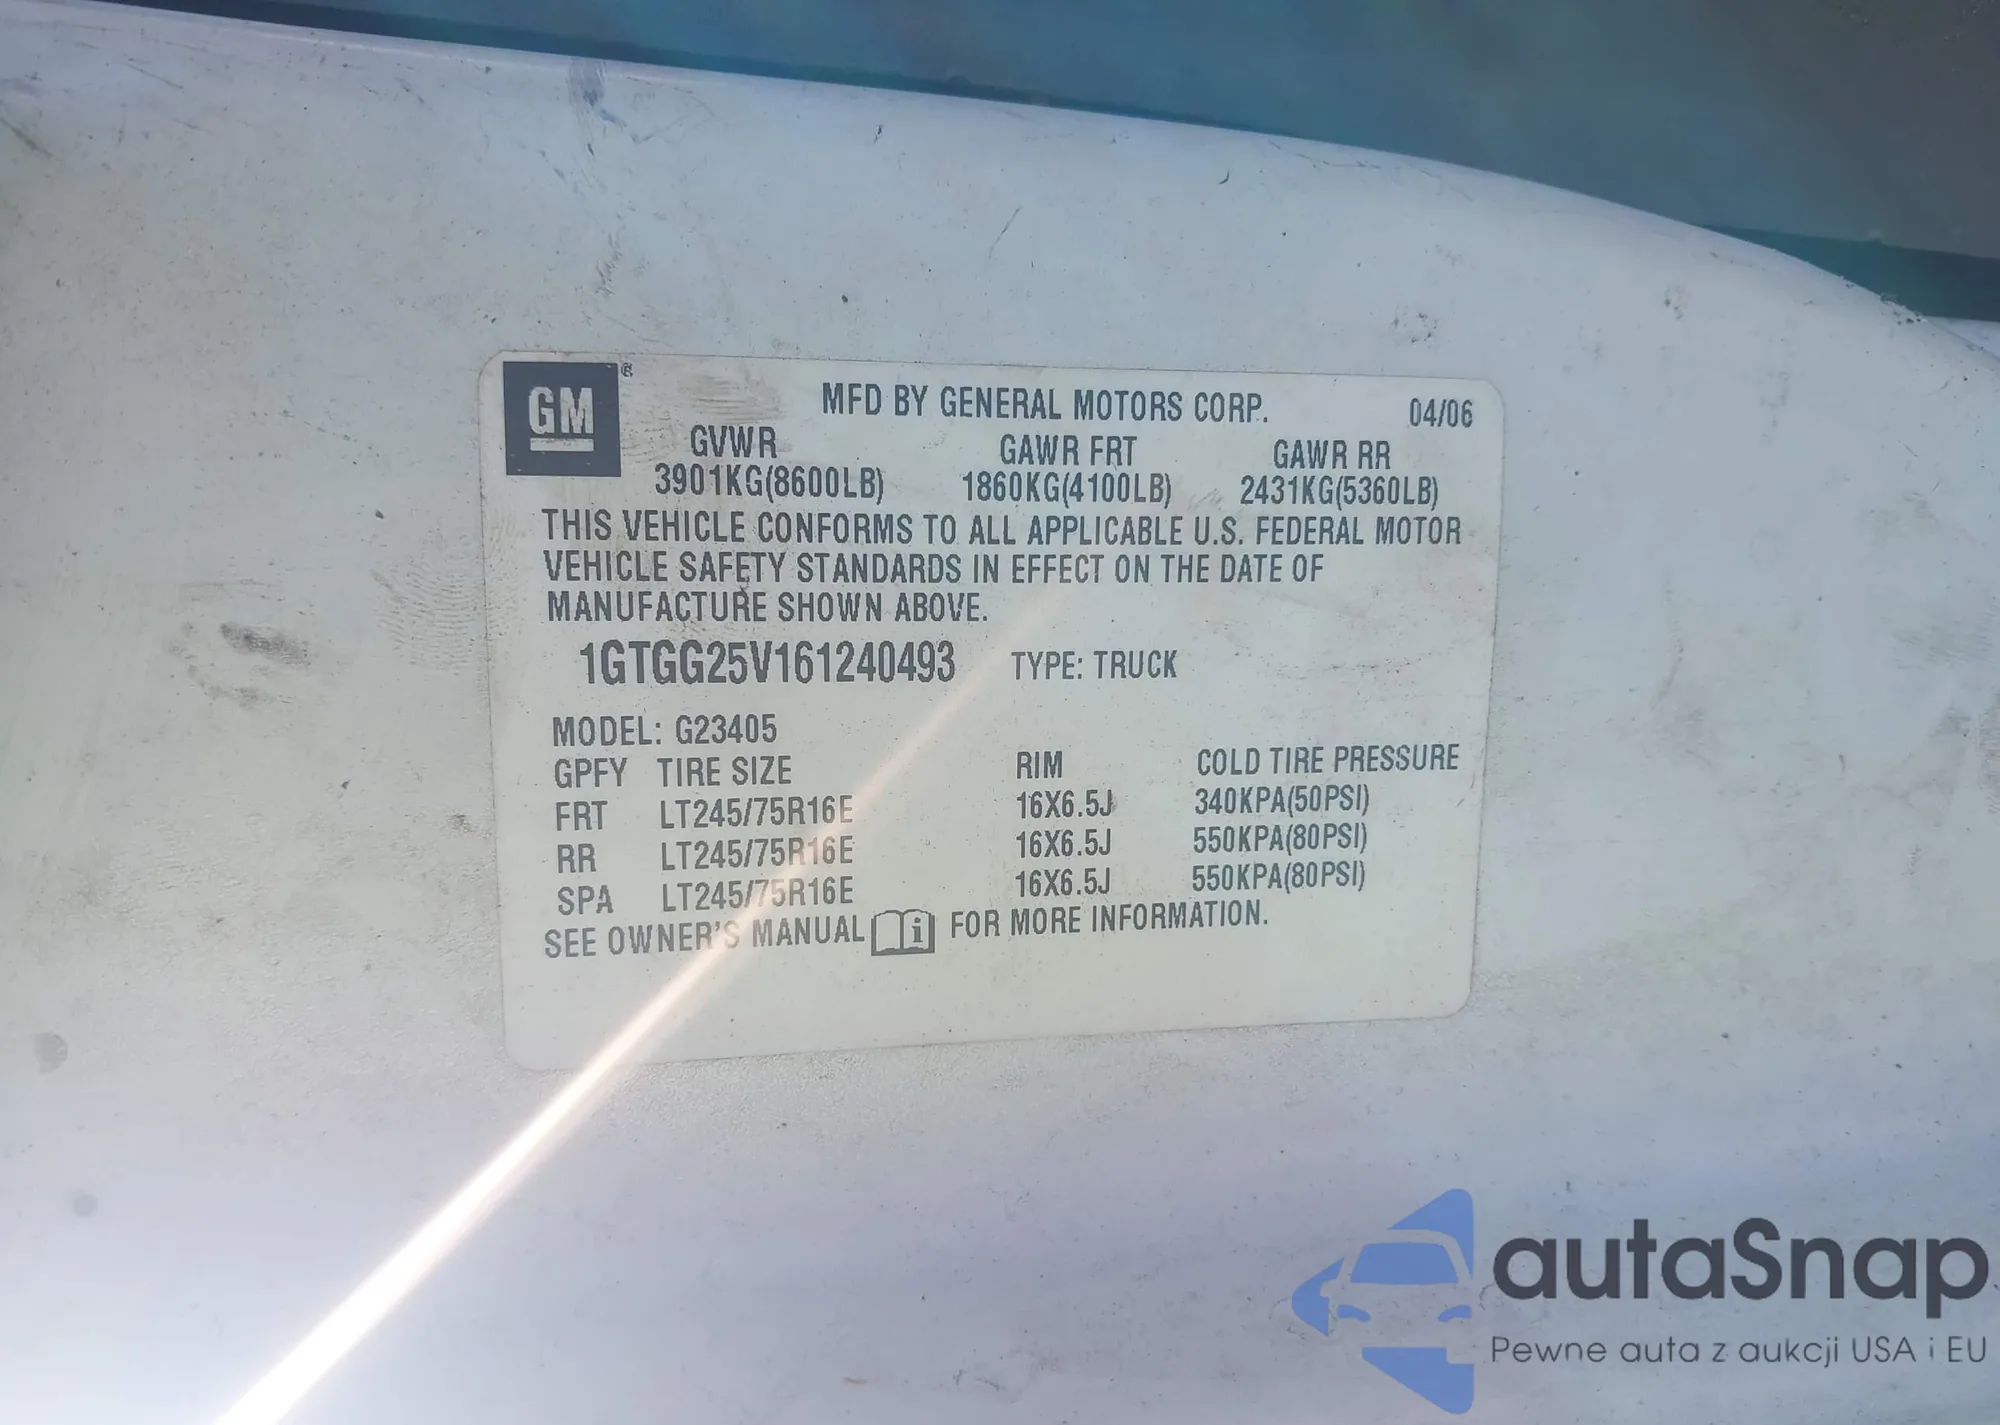 GM
MFD BY GENERAL MOTORS CORP. 04/06
GVWR GAWR FRT GAWR RR
3901KG(8600LB) 1860KG(4100LB) 2431KG(5360LB)
THIS VEHICLE CONFORMS TO ALL APPLICABLE U.S. FEDERAL MOTOR
VEHICLE SAFETY STANDARDS IN EFFECT ON THE DATE OF
MANUFACTURE SHOWN ABOVE.
1GTGG25V161240493 TYPE: TRUCK
MODEL: G23405
GPFY TIRE SIZE RIM COLD TIRE PRESSURE
FRT LT245/75R16E 16X6.5J 340KPA(50PSI)
RR LT245/75R16E 16X6.5J 550KPA(80PSI)
SPA LT245/75R16E 16X6.5J 550KPA(80PSI)
SEE OWNER'S MANUAL i FOR MORE INFORMATION.
autaSnap
Pewne auta z aukcji USA i EU